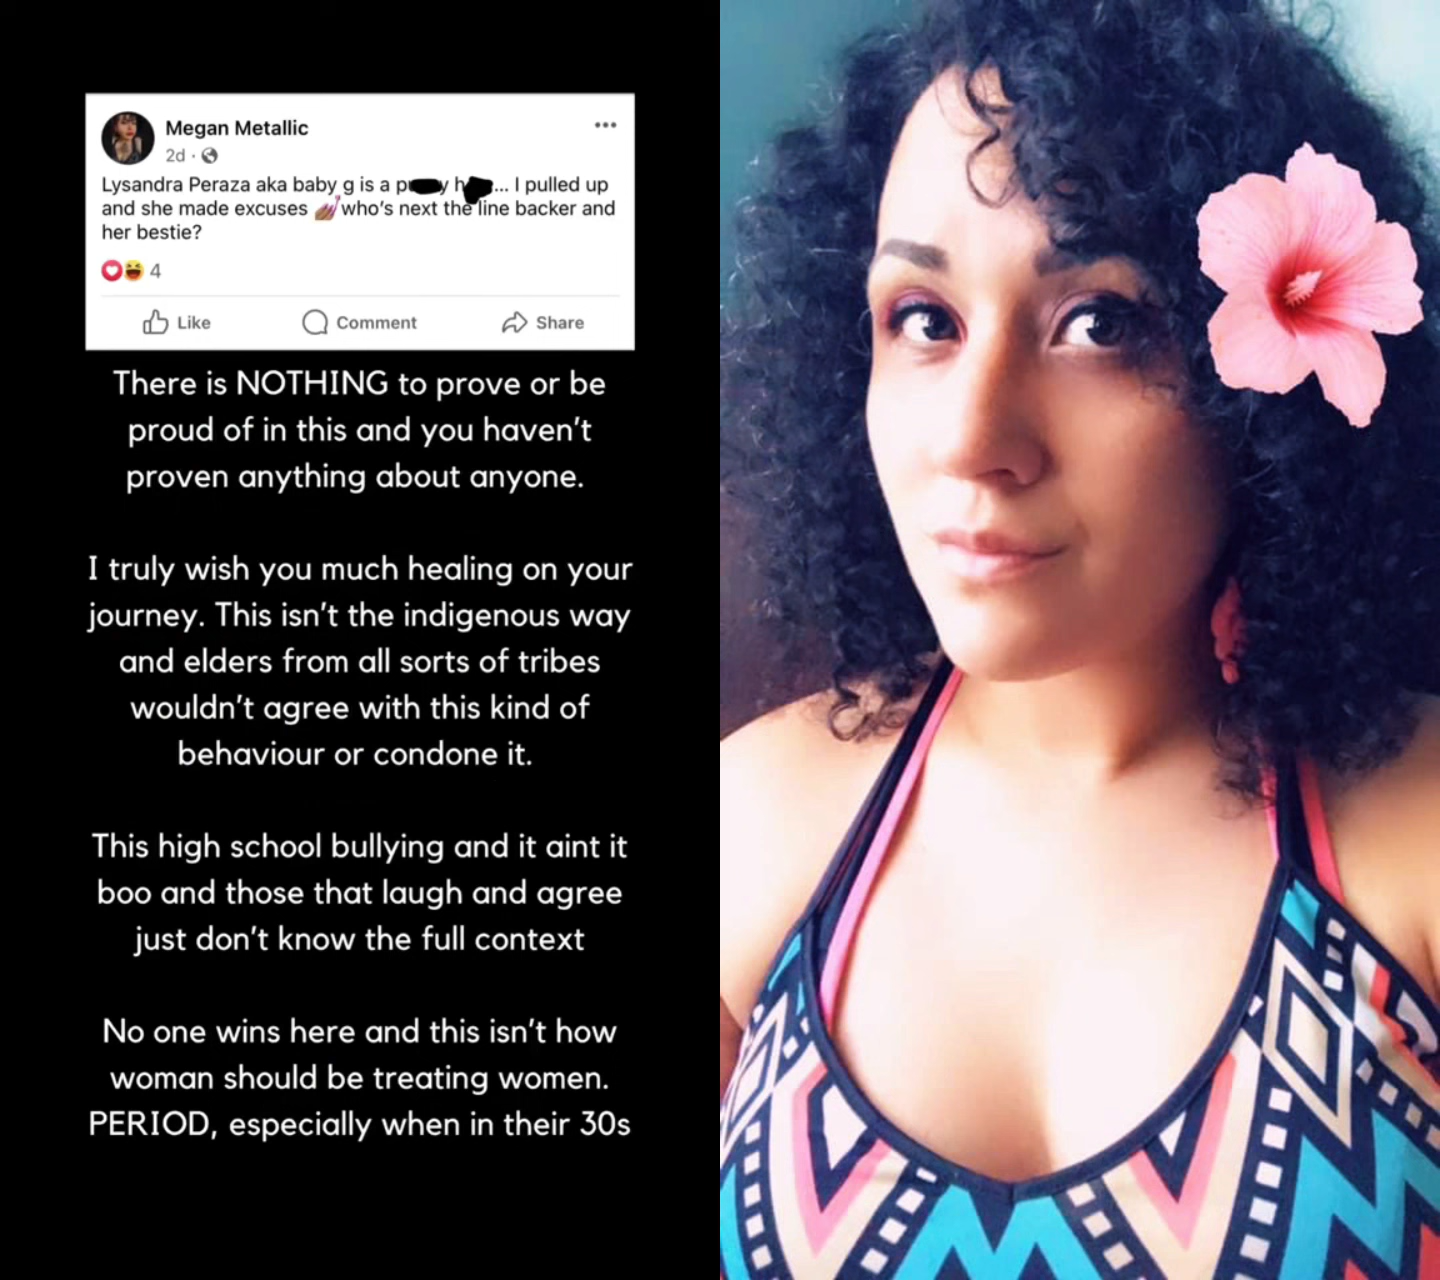 Megan Metallic
2d ·
Lysandra Peraza aka baby g is a p y h ... I pulled up
and she made excuses 💅🏽 who's next the line backer and
her bestie?
4
Like Comment Share
There is NOTHING to prove or be
proud of in this and you haven't
proven anything about anyone.
I truly wish you much healing on your
journey. This isn't the indigenous way
and elders from all sorts of tribes
wouldn't agree with this kind of
behaviour or condone it.
This high school bullying and it aint it
boo and those that laugh and agree
just don't know the full context
No one wins here and this isn't how
woman should be treating women.
PERIOD, especially when in their 30s